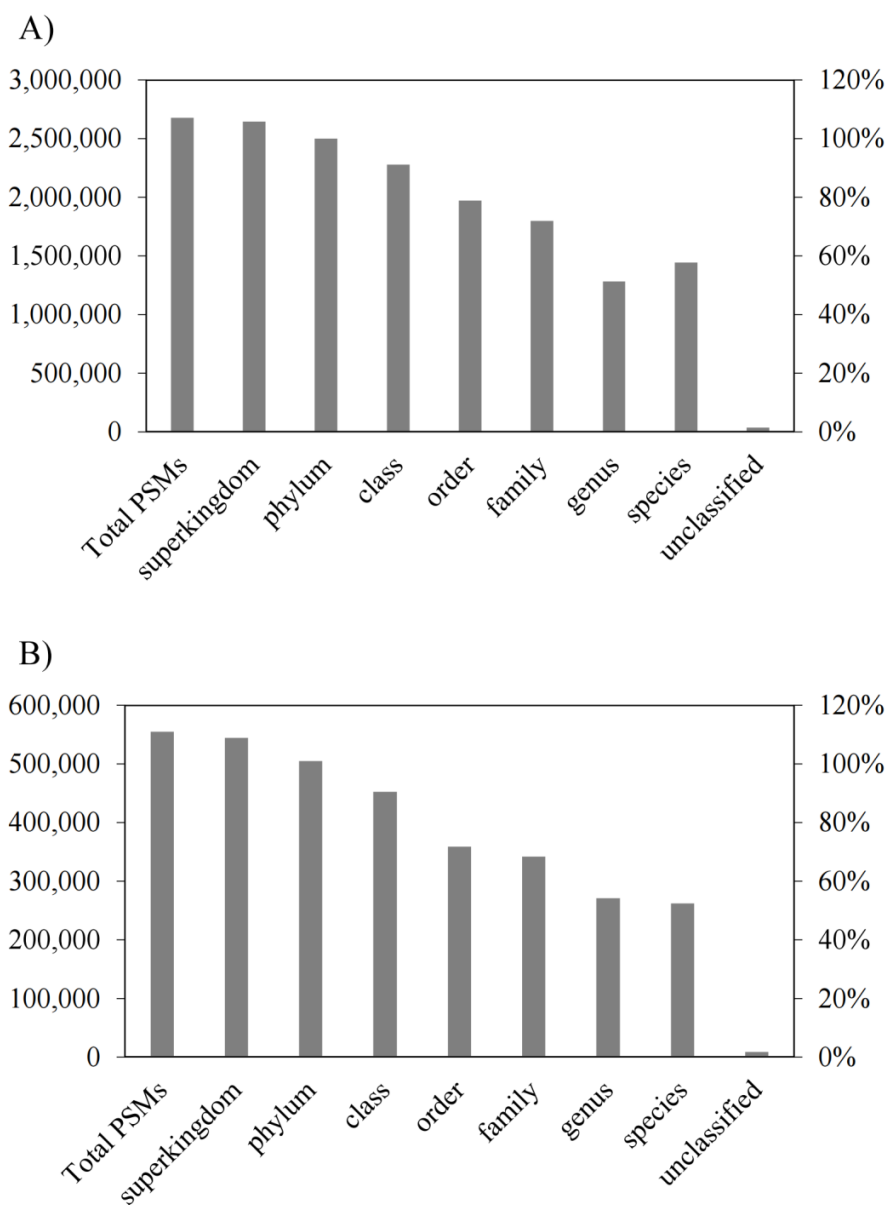 A)
3,000,000
2,500,000
2,000,000
1,500,000
1,000,000
500,000
0
120%
100%
80%
60%
40%
20%
0%
Total PSMs
superkingdom
phylum
class
order
family
genus
species
unclassified
B)
600,000
500,000
400,000
300,000
200,000
100,000
0
120%
100%
80%
60%
40%
20%
0%
Total PSMs
superkingdom
phylum
class
order
family
genus
species
unclassified